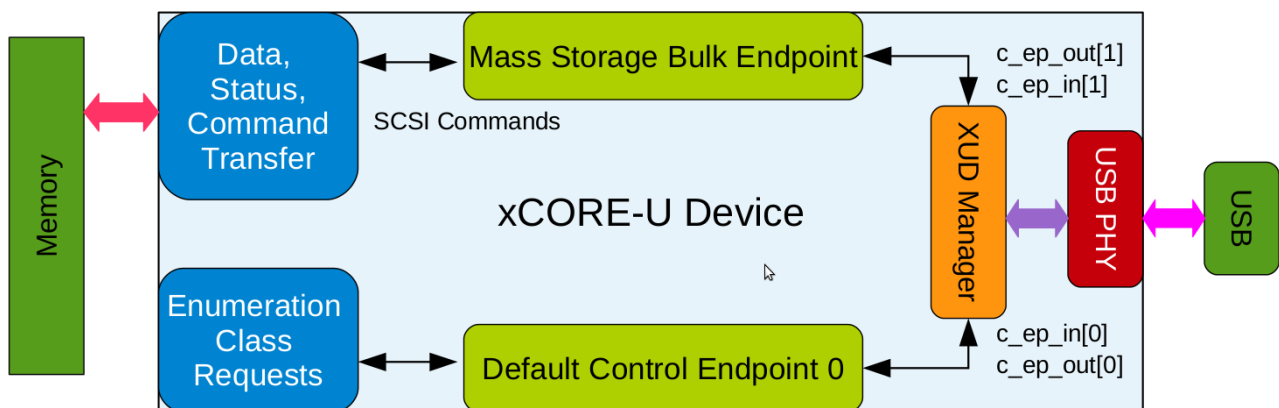 Data,
Status,
Command
Transfer
Mass Storage Bulk Endpoint
c_ep_out[1]
c_ep_in[1]
SCSI Commands
Memory
xCORE-U Device
XUD Manager
USB PHY
USB
Enumeration
Class
Requests
Default Control Endpoint 0
c_ep_in[0]
c_ep_out[0]